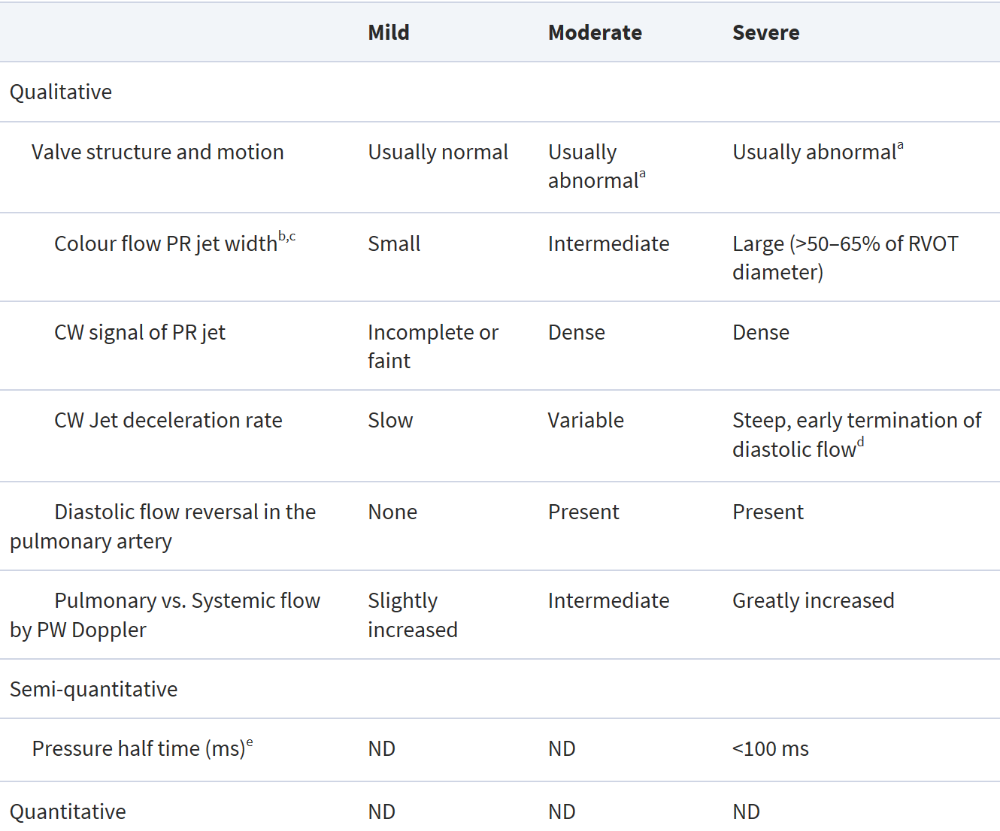 Mild Moderate Severe
Qualitative
Valve structure and motion Usually normal Usually Usually abnormalᵃ
abnormalᵃ
Colour flow PR jet widthᵇ,ᶜ Small Intermediate Large (>50–65% of RVOT
diameter)
CW signal of PR jet Incomplete or Dense Dense
faint
CW Jet deceleration rate Slow Variable Steep, early termination of
diastolic flowᵈ
Diastolic flow reversal in the None Present Present
pulmonary artery
Pulmonary vs. Systemic flow Slightly Intermediate Greatly increased
by PW Doppler increased
Semi-quantitative
Pressure half time (ms)ᵉ ND ND <100 ms
Quantitative ND ND ND